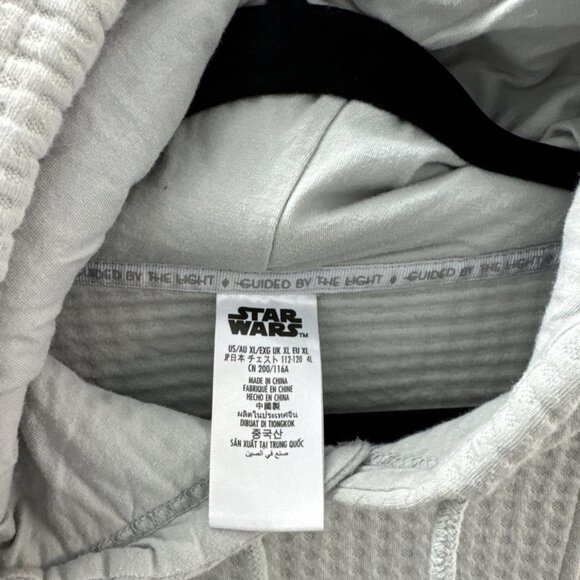 GUIDED BY THE LIGHT ♦ GUIDED BY THE LIGHT ♦ GUIDED BY THE
STAR
WARS™
US/AU XL/EXG UK XL EU XL
JP日本 チェスト 112-120 4L
CN 200/116A
MADE IN CHINA
FABRIQUÉ EN CHINE
HECHO EN CHINA
中國製
ผลิตในประเทศจีน
DIBUAT DI TIONGKOK
중국산
SẢN XUẤT TẠI TRUNG QUỐC
صنع في الصين